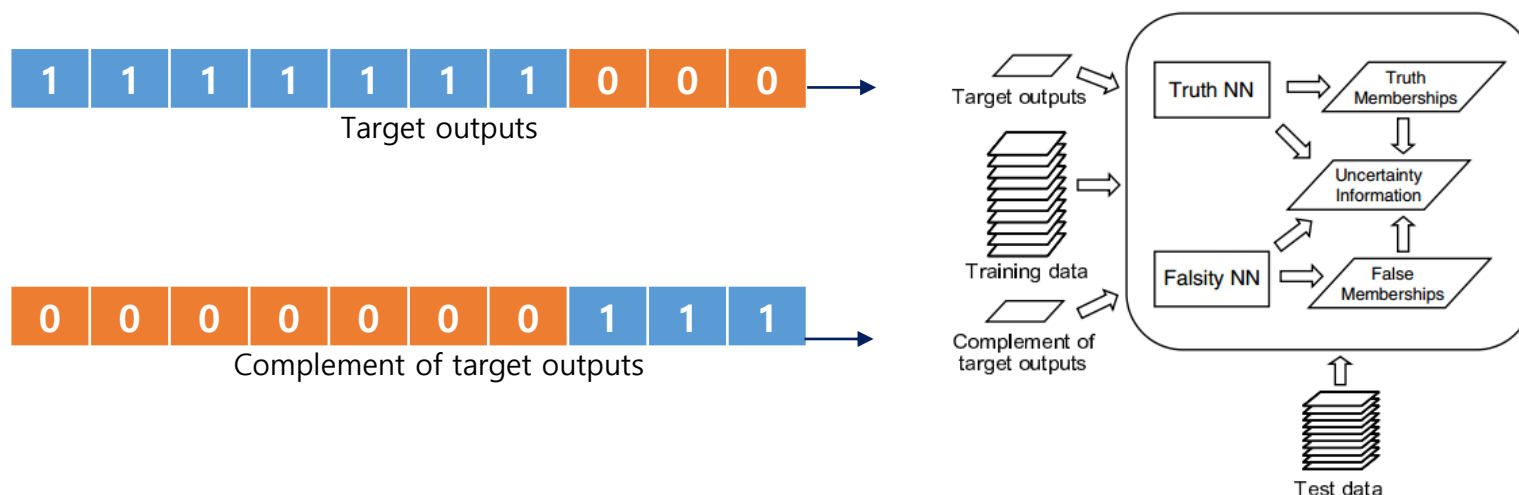 1 1 1 1 1 1 1 0 0 0
Target outputs
0 0 0 0 0 0 0 1 1 1
Complement of target outputs
Target outputs
Training data
Complement of
target outputs
Truth NN
Truth
Memberships
Uncertainty
Information
Falsity NN
False
Memberships
Test data